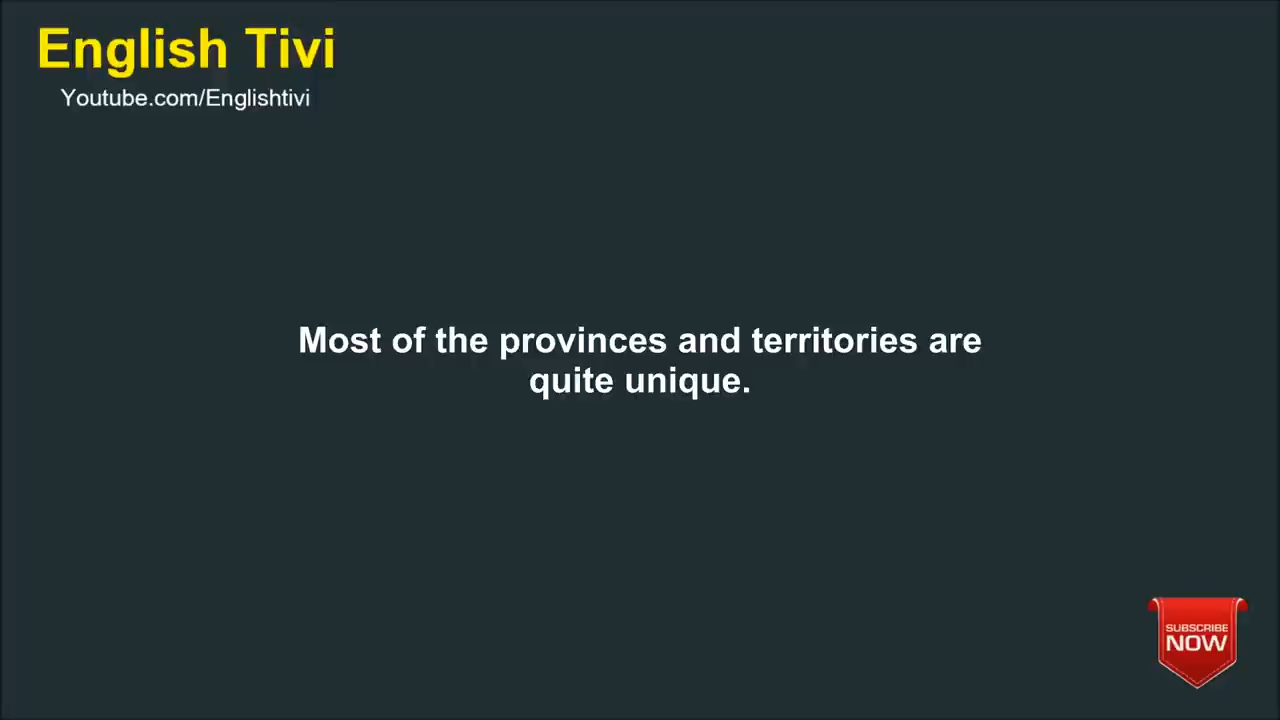 English Tivi
Youtube.com/Englishtivi
Most of the provinces and territories are
quite unique.
SUBSCRIBE
NOW